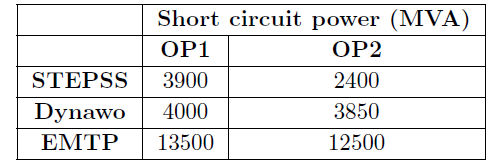 Short circuit power (MVA)
OP1 OP2
STEPSS 3900 2400
Dynawo 4000 3850
EMTP 13500 12500